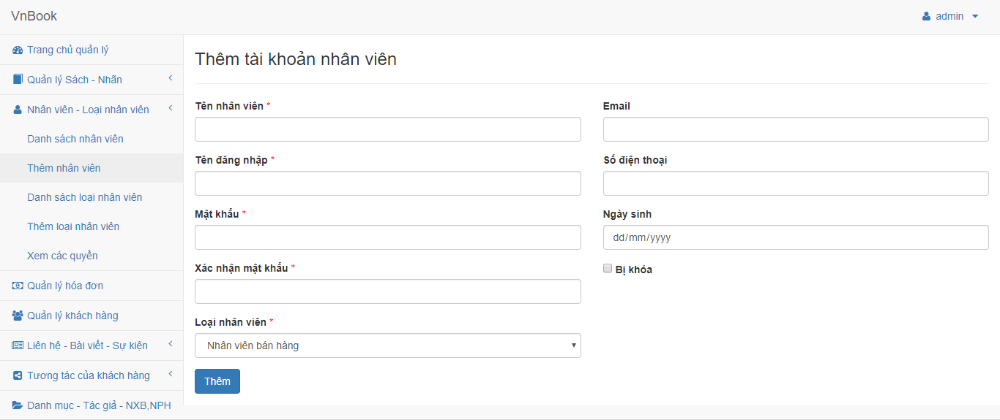 VnBook
admin
Trang chủ quản lý
Quản lý Sách - Nhãn
Nhân viên - Loại nhân viên
Danh sách nhân viên
Thêm nhân viên
Danh sách loại nhân viên
Thêm loại nhân viên
Xem các quyền
Quản lý hóa đơn
Quản lý khách hàng
Liên hệ - Bài viết - Sự kiện
Tương tác của khách hàng
Danh mục - Tác giả - NXB,NPH
Thêm tài khoản nhân viên
Tên nhân viên *
Tên đăng nhập *
Mật khẩu *
Xác nhận mật khẩu *
Loại nhân viên *
Nhân viên bán hàng
Thêm
Email
Số điện thoại
Ngày sinh
dd/mm/yyyy
Bị khóa